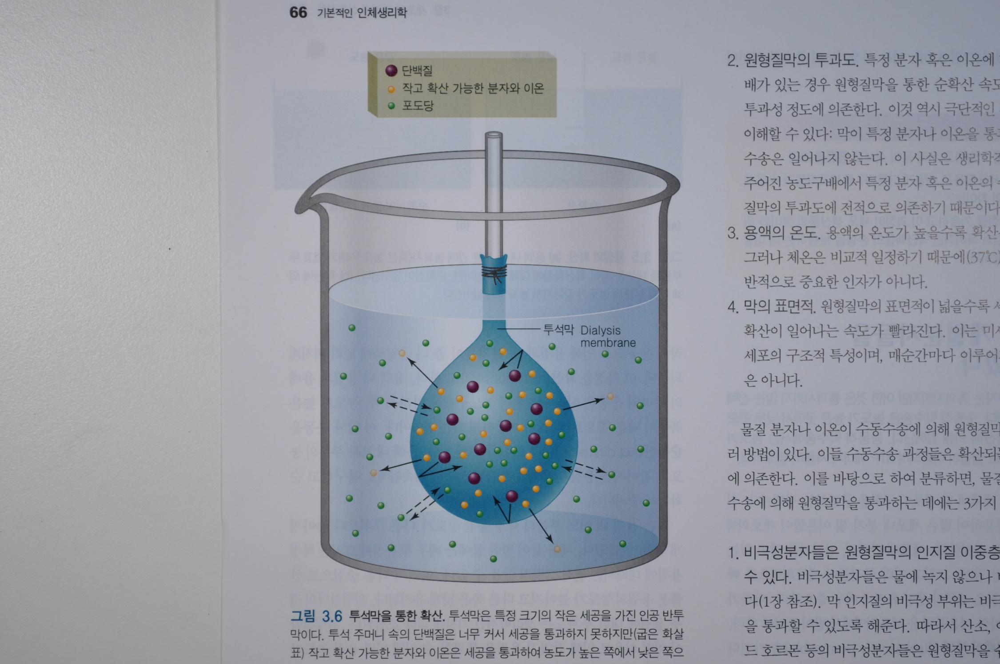 66 기본적인 인체생리학
단백질
작고 확산 가능한 분자와 이온
포도당
투석막 Dialysis
membrane
그림 3.6 투석막을 통한 확산. 투석막은 특정 크기의 작은 세공을 가진 인공 반투
막이다. 투석 주머니 속의 단백질은 너무 커서 세공을 통과하지 못하지만(굽은 화살
표) 작고 확산 가능한 분자와 이온은 세공을 통과하여 농도가 높은 쪽에서 낮은 쪽으
2. 원형질막의 투과도. 특정 분자 혹은 이온에
배가 있는 경우 원형질막을 통한 순확산 속도
투과성 정도에 의존한다. 이것 역시 극단적인
이해할 수 있다: 막이 특정 분자나 이온을
수송은 일어나지 않는다. 이 사실은
주어진 농도구배에서 특정 분자 혹은 이온의
질막의 투과도에 전적으로 의존하기 때문이다
3. 용액의 온도. 용액의 온도가 높을수록
그러나 체온은 비교적 일정하기 때문에(37℃)
반적으로 중요한 인자가 아니다.
4. 막의 표면적. 원형질막의 표면적이 넓을수록
확산이 일어나는 속도가 빨라진다. 이는
세포의 구조적 특성이며, 매순간마다
은 아니다.
물질 분자나 이온이 수동수송에 의해 원형질막
러 방법이 있다. 이들 수동수송 과정들은
에 의존한다. 이를 바탕으로 하여 분류하면,
수송에 의해 원형질막을 통과하는 데에는 3가지
1. 비극성분자들은 원형질막의 인지질 이중층
수 있다. 비극성분자들은 물에 녹지 않으나
다(1장 참조). 막 인지질의 비극성 부위는
을 통과할 수 있도록 해준다. 따라서 산소,
드 호르몬 등의 비극성분자들은 원형질막을